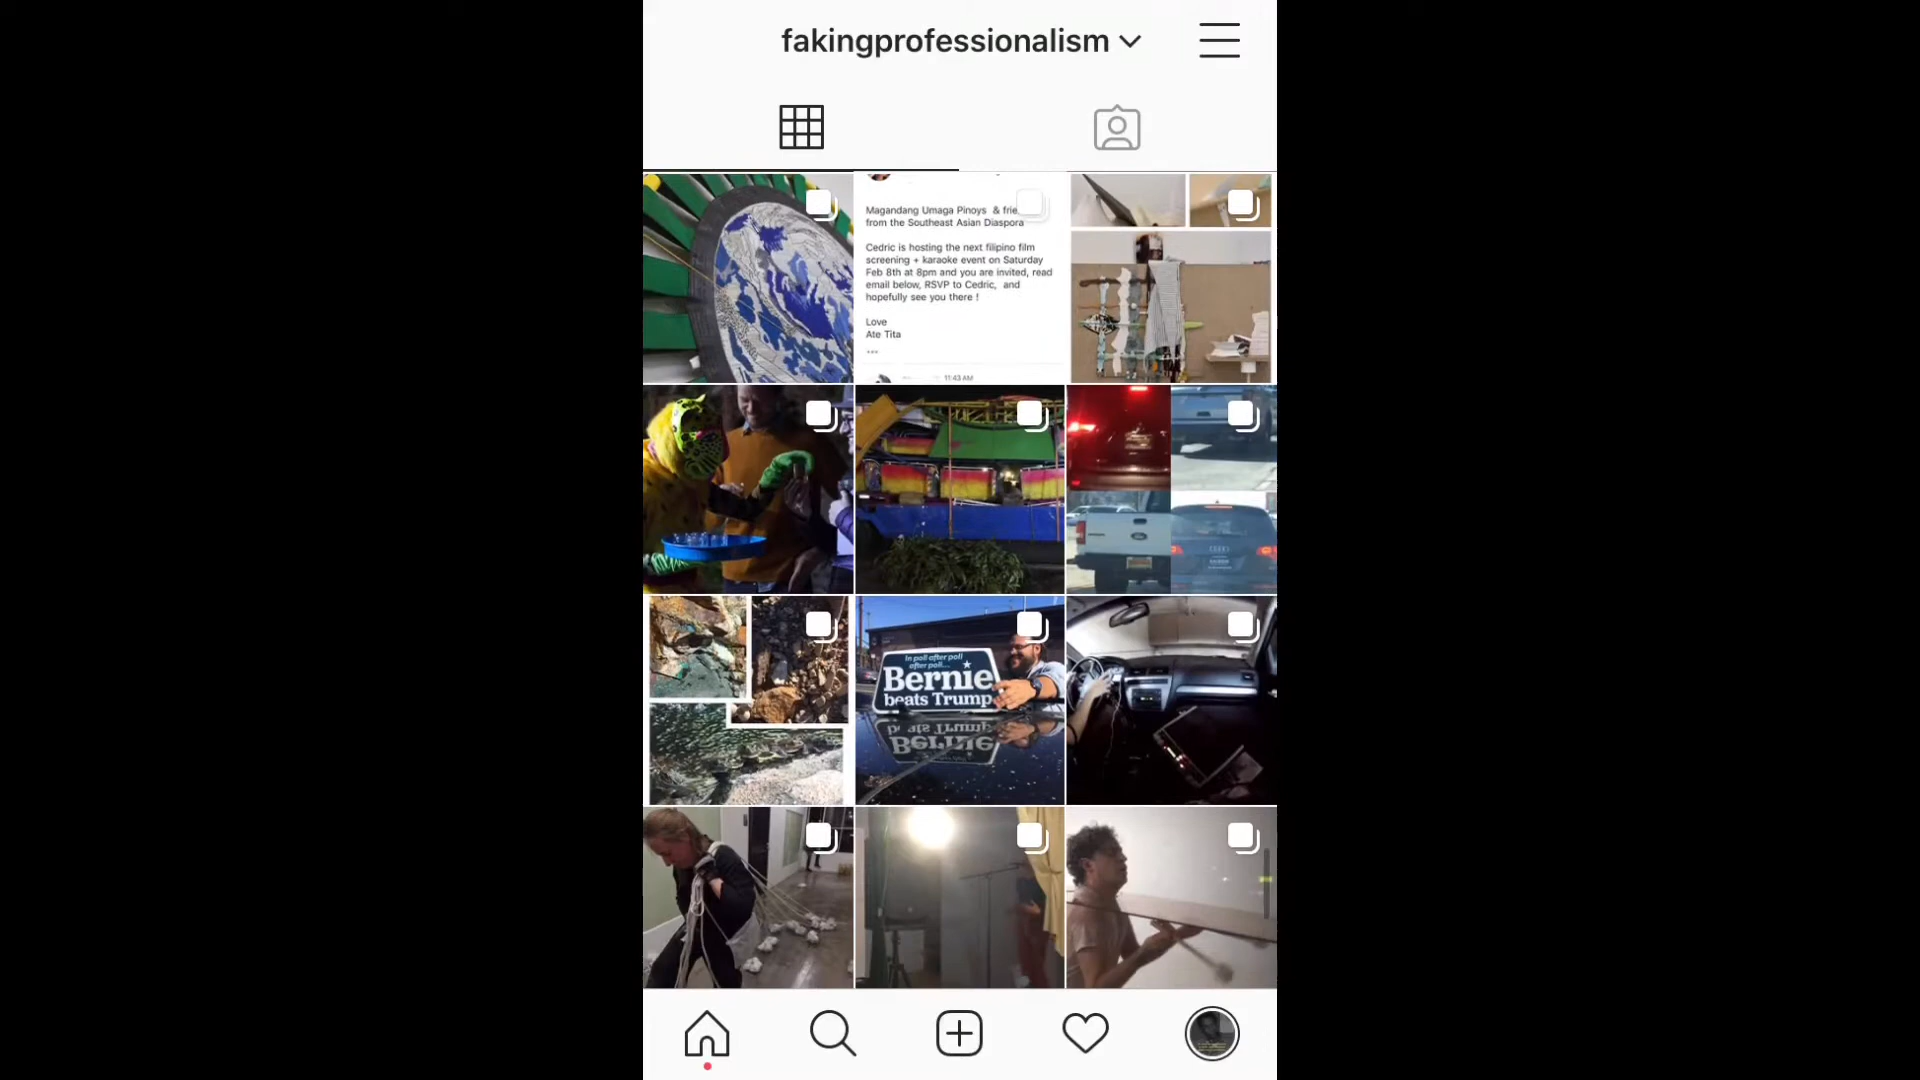 fakingprofessionalism
Magandang Umaga Pinoys & frie
from the Southeast Asian Diaspora
Cedric is hosting the next filipino film
screening + karaoke event on Saturday
Feb 8th at 8pm and you are invited, read
email below, RSVP to Cedric, and
hopefully see you there !
Love
Ate Tita
...
11:43 AM
In poll after poll
after poll...
Bernie
beats Trump